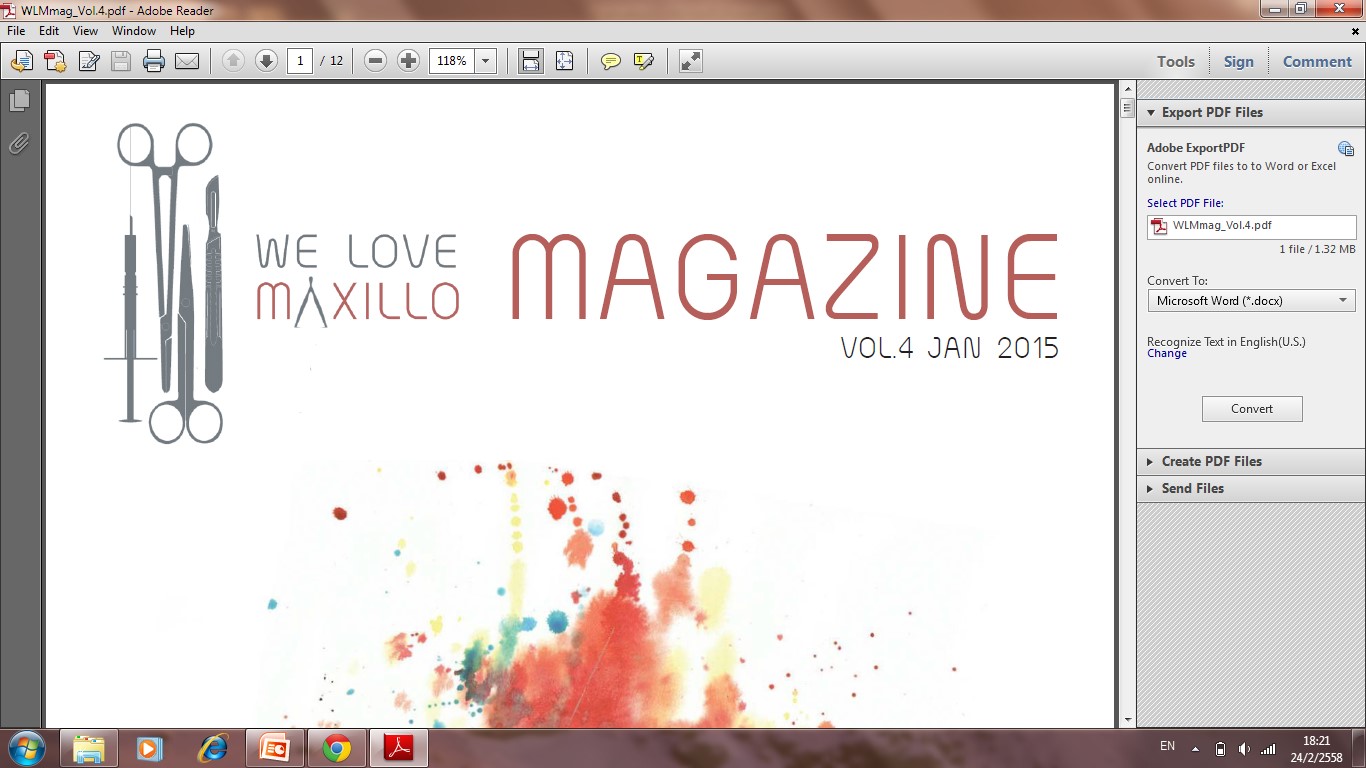 WLMmag_Vol.4.pdf - Adobe Reader
File Edit View Window Help
1 / 12 118% Tools Sign Comment
WE LOVE
MAXILLO
MAGAZINE
VOL.4 JAN 2015
Export PDF Files
Adobe ExportPDF
Convert PDF files to to Word or Excel
online.
Select PDF File:
WLMmag_Vol.4.pdf
1 file / 1.32 MB
Convert To:
Microsoft Word (*.docx)
Recognize Text in English(U.S.)
Change
Convert
Create PDF Files
Send Files
EN
18:21
24/2/2558